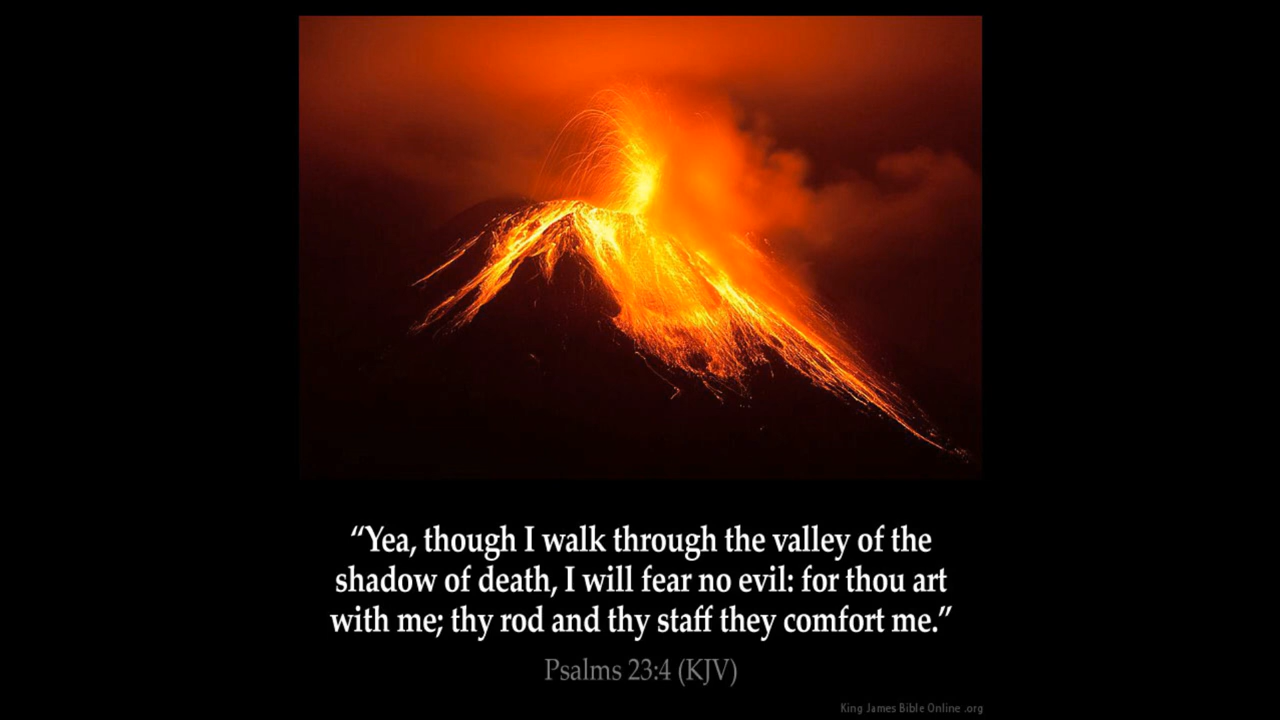 “Yea, though I walk through the valley of the
shadow of death, I will fear no evil: for thou art
with me; thy rod and thy staff they comfort me.”
Psalms 23:4 (KJV)
King James Bible Online .org